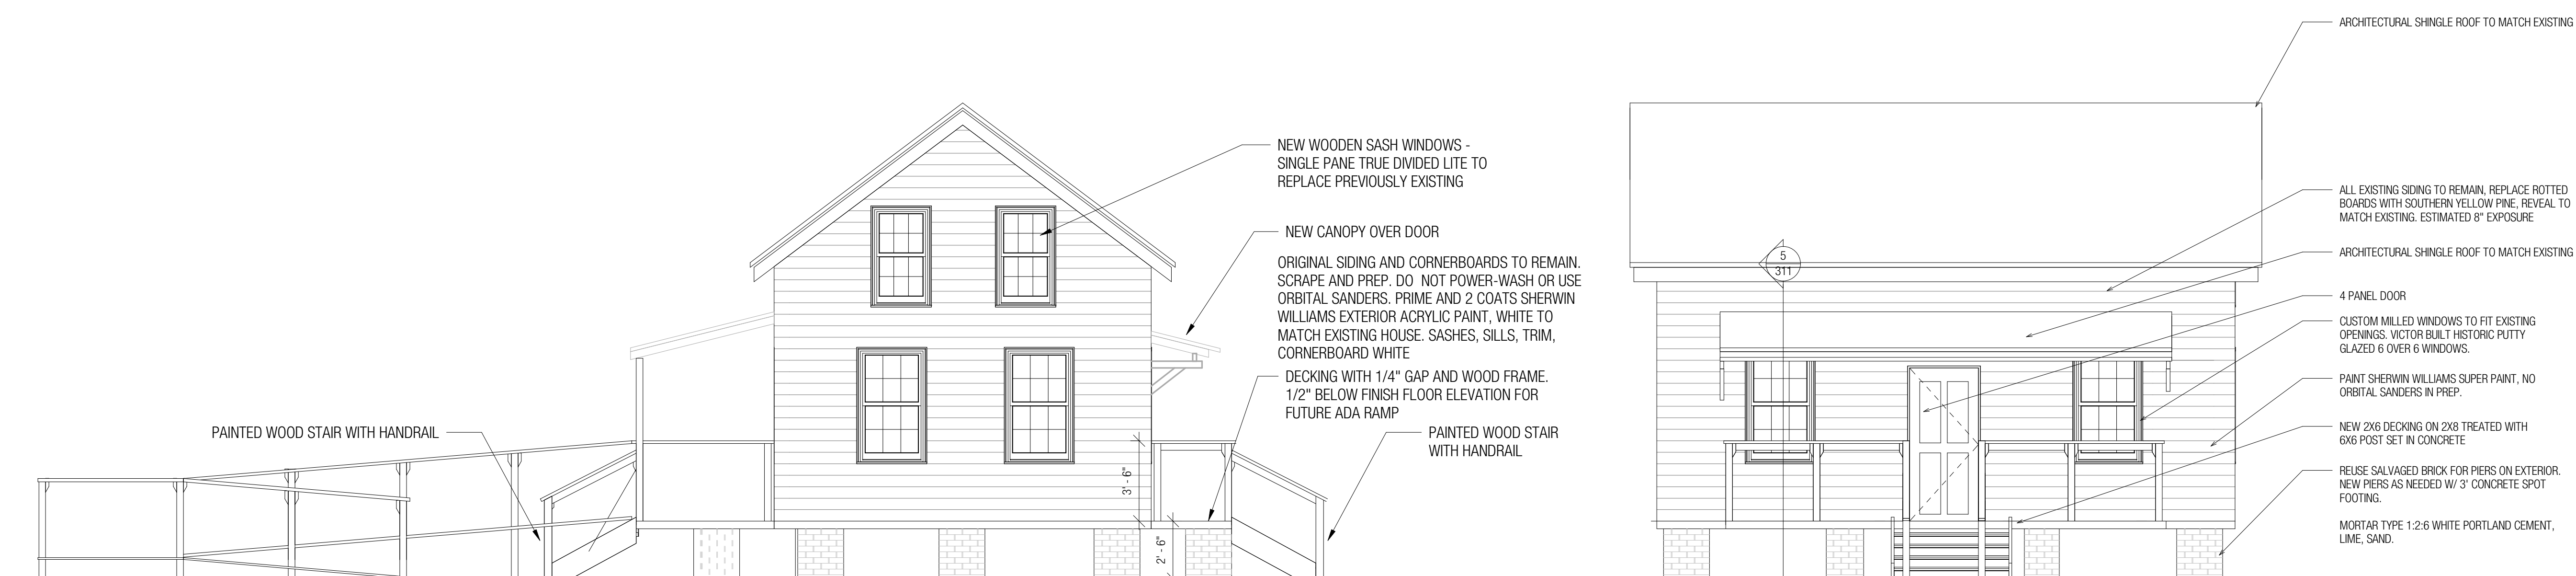 NEW WOODEN SASH WINDOWS -
SINGLE PANE TRUE DIVIDED LITE TO
REPLACE PREVIOUSLY EXISTING
NEW CANOPY OVER DOOR
ORIGINAL SIDING AND CORNERBOARDS TO REMAIN.
SCRAPE AND PREP. DO NOT POWER-WASH OR USE
ORBITAL SANDERS. PRIME AND 2 COATS SHERWIN
WILLIAMS EXTERIOR ACRYLIC PAINT, WHITE TO
MATCH EXISTING HOUSE. SASHES, SILLS, TRIM,
CORNERBOARD WHITE
DECKING WITH 1/4" GAP AND WOOD FRAME.
1/2" BELOW FINISH FLOOR ELEVATION FOR
FUTURE ADA RAMP
PAINTED WOOD STAIR WITH HANDRAIL
PAINTED WOOD STAIR
WITH HANDRAIL
3' - 6"
2' - 6"
5
311
ARCHITECTURAL SHINGLE ROOF TO MATCH EXISTING
ALL EXISTING SIDING TO REMAIN, REPLACE ROTTED
BOARDS WITH SOUTHERN YELLOW PINE, REVEAL TO
MATCH EXISTING. ESTIMATED 8" EXPOSURE
ARCHITECTURAL SHINGLE ROOF TO MATCH EXISTING
4 PANEL DOOR
CUSTOM MILLED WINDOWS TO FIT EXISTING
OPENINGS. VICTOR BUILT HISTORIC PUTTY
GLAZED 6 OVER 6 WINDOWS.
PAINT SHERWIN WILLIAMS SUPER PAINT, NO
ORBITAL SANDERS IN PREP.
NEW 2X6 DECKING ON 2X8 TREATED WITH
6X6 POST SET IN CONCRETE
REUSE SALVAGED BRICK FOR PIERS ON EXTERIOR.
NEW PIERS AS NEEDED W/ 3' CONCRETE SPOT
FOOTING.
MORTAR TYPE 1:2:6 WHITE PORTLAND CEMENT,
LIME, SAND.